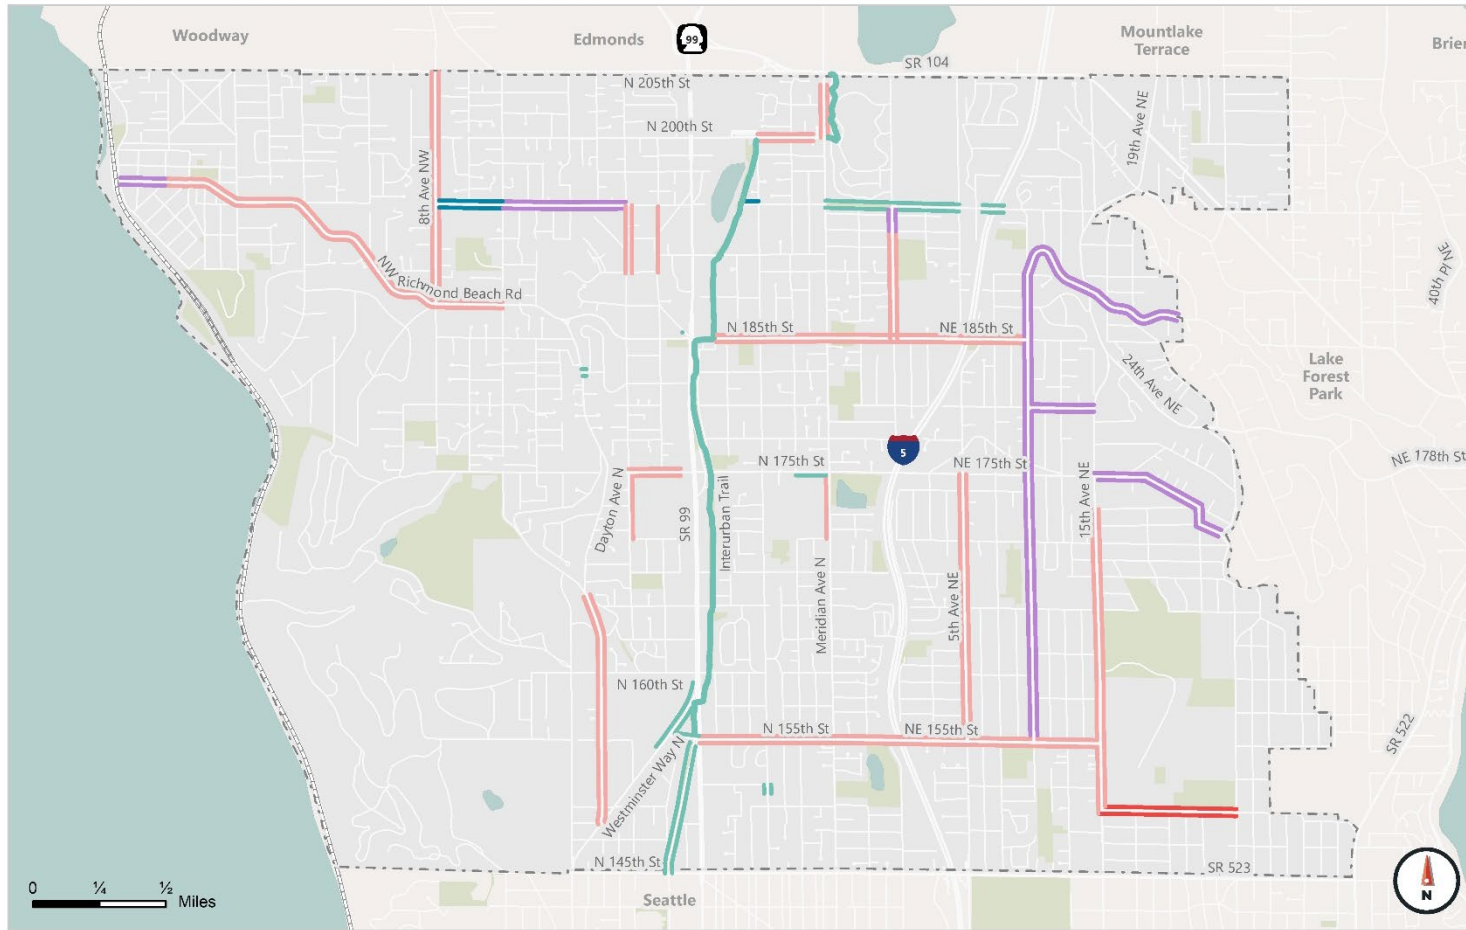 Woodway
Edmonds
99
Mountlake
Terrace
Brier
SR 104
N 205th St
N 200th St
19th Ave NE
8th Ave NW
40th Pl NE
NW Richmond Beach Rd
N 185th St
NE 185th St
24th Ave NE
Lake
Forest
Park
5
N 175th St
NE 175th St
NE 178th St
Dayton Ave N
SR 99
Interurban Trail
15th Ave NE
Meridian Ave N
5th Ave NE
N 160th St
N 155th St
NE 155th St
SR 522
Westminster Way N
N 145th St
SR 523
0 ¼ ½
Miles
Seattle
N